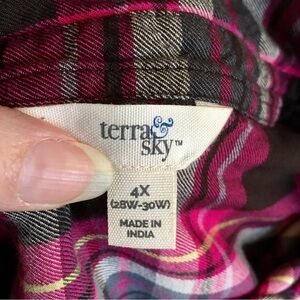 terra &
sky™
4X
(28W-30W)
MADE IN
INDIA